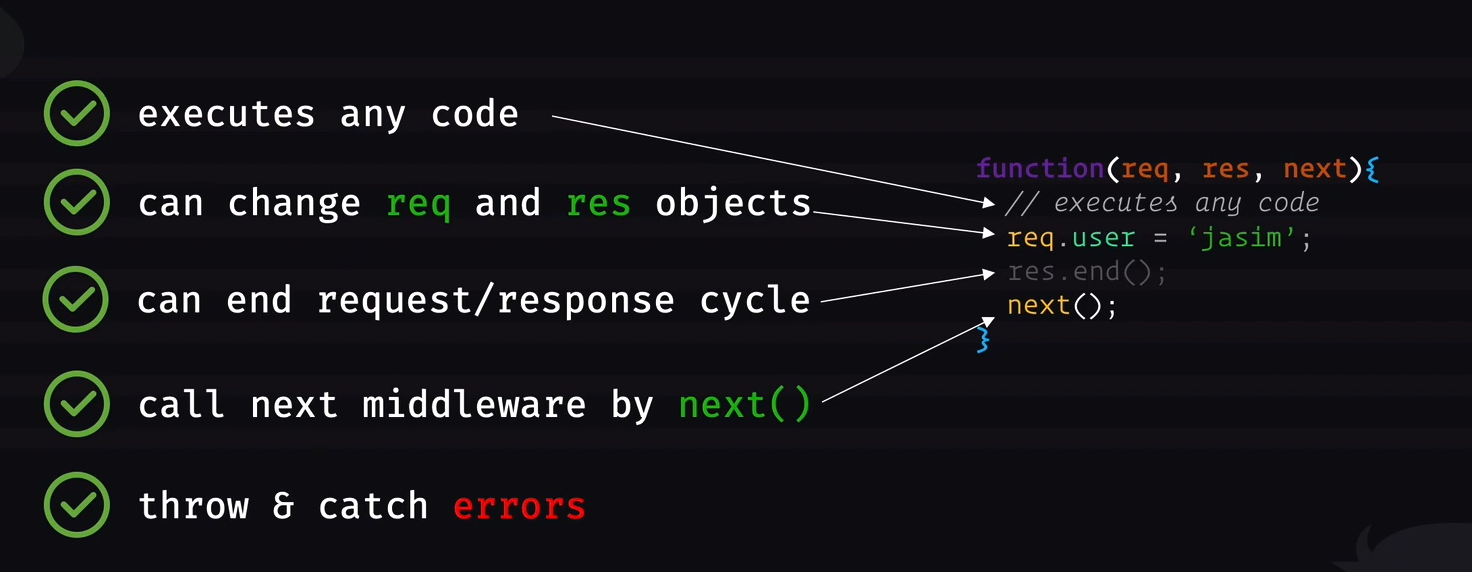 executes any code
can change req and res objects
can end request/response cycle
call next middleware by next()
throw & catch errors
function(req, res, next){
// executes any code
req.user = ‘jasim’;
res.end();
next();
}